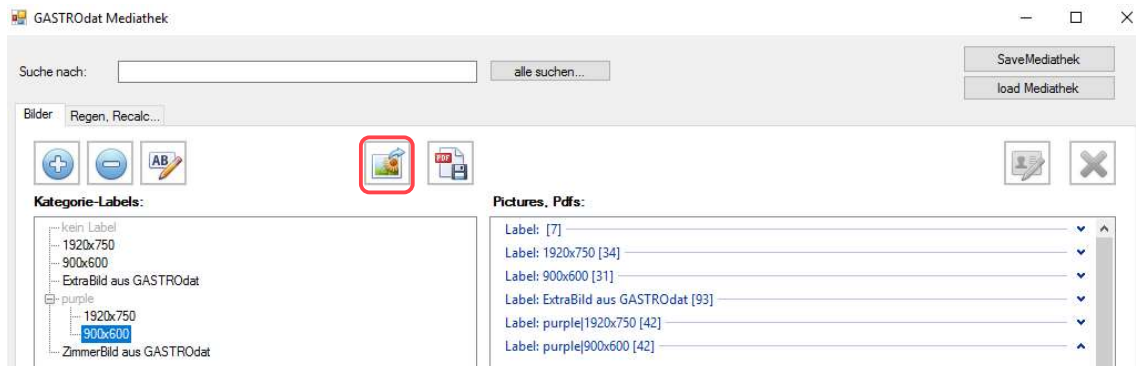 GASTROdat Mediathek
Suche nach:
alle suchen...
SaveMediathek
load Mediathek
Bilder
Regen, Recalc...
AB
PDF
Kategorie-Labels:
kein Label
1920x750
900x600
ExtraBild aus GASTROdat
purple
1920x750
900x600
ZimmerBild aus GASTROdat
Pictures, Pdfs:
Label: [7]
Label: 1920x750 [34]
Label: 900x600 [31]
Label: ExtraBild aus GASTROdat [93]
Label: purple|1920x750 [42]
Label: purple|900x600 [42]